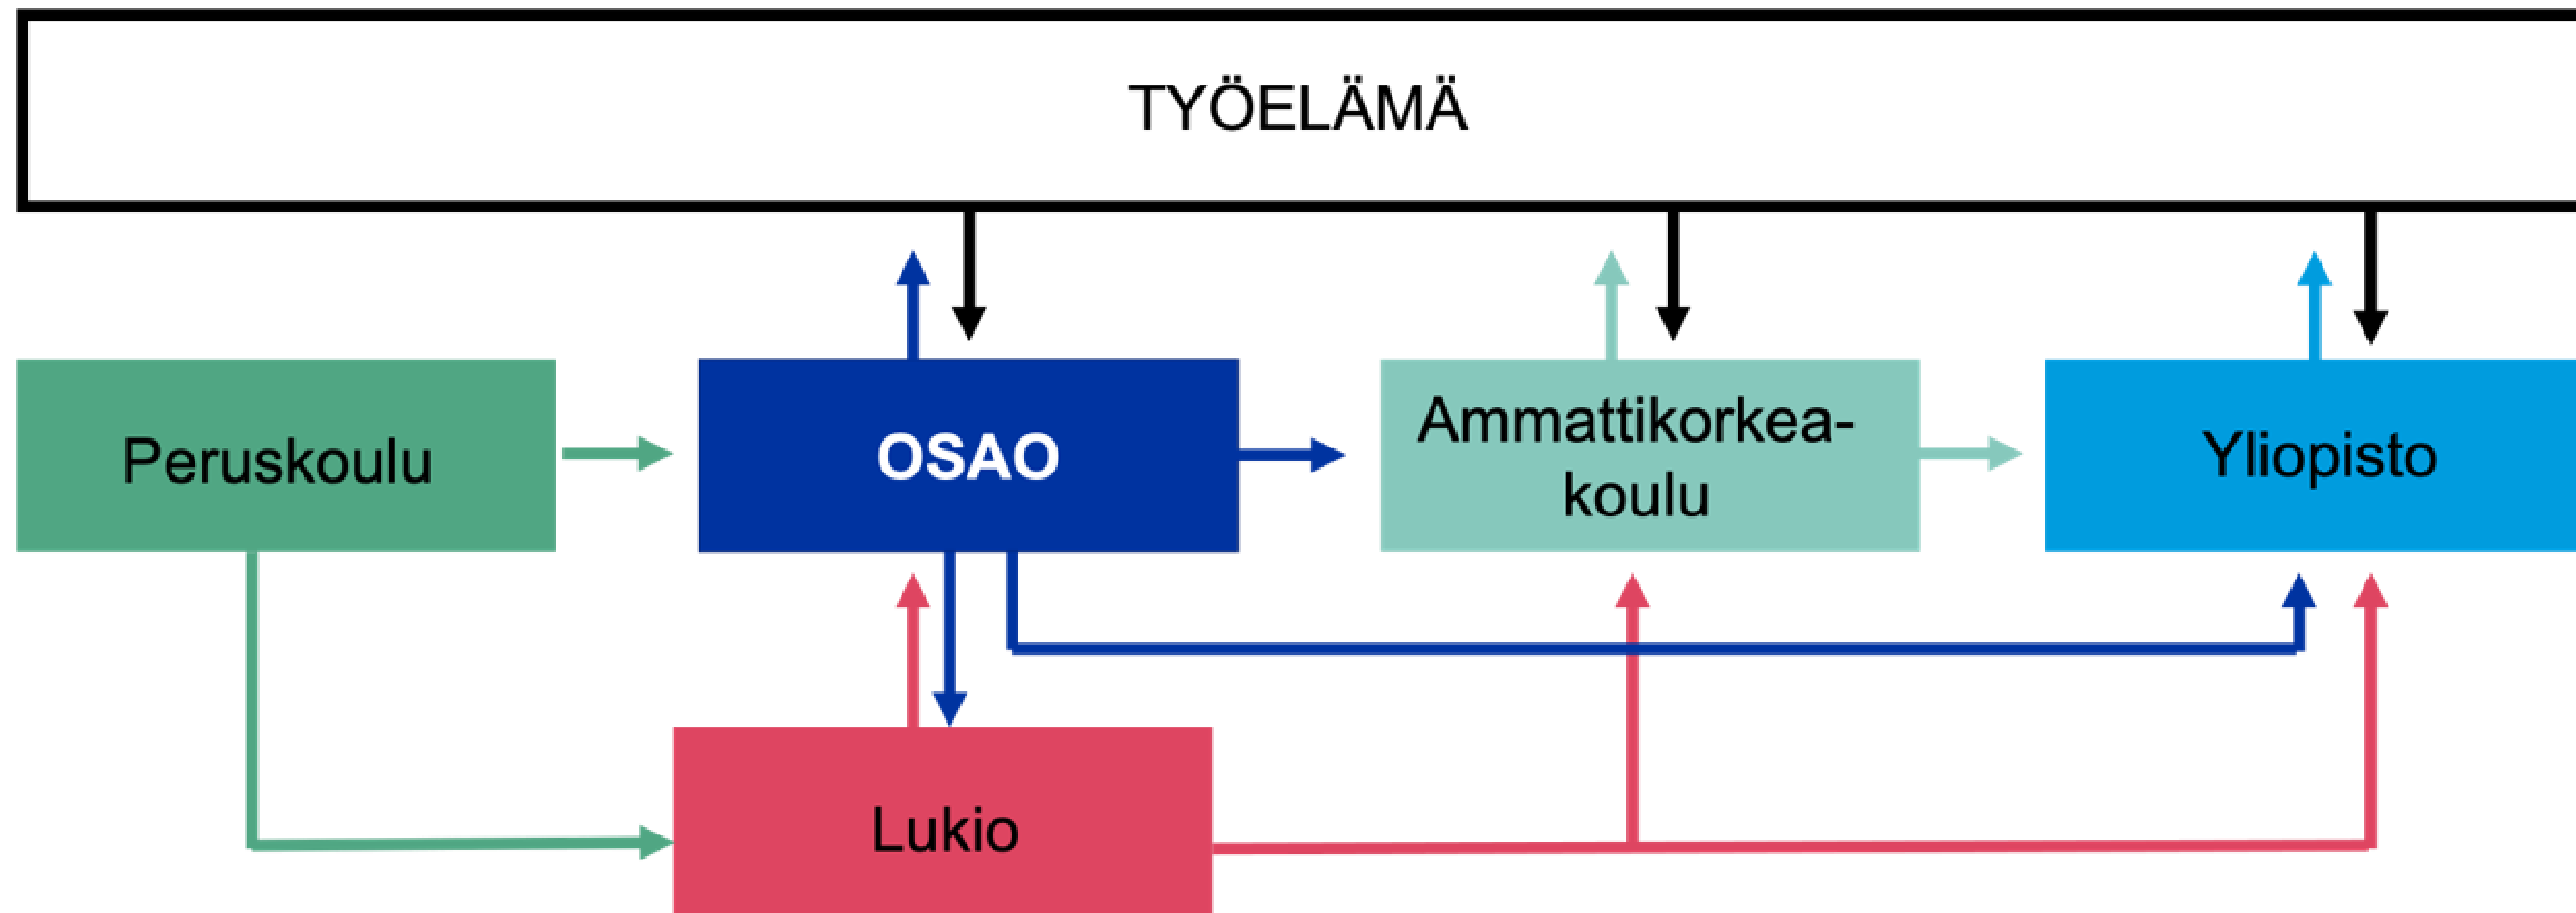 TYÖELÄMÄ
Peruskoulu
OSAO
Ammattikorkea-
koulu
Yliopisto
Lukio